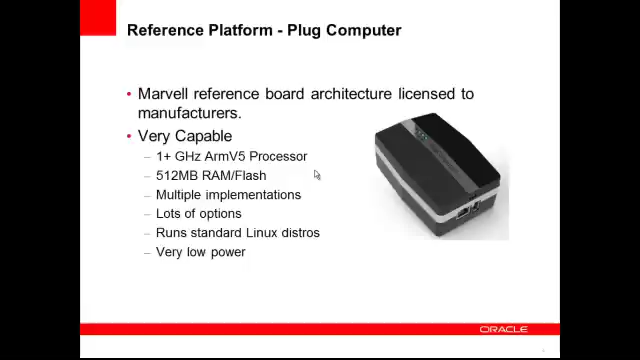 Reference Platform - Plug Computer
• Marvell reference board architecture licensed to
manufacturers.
• Very Capable
– 1+ GHz ArmV5 Processor
– 512MB RAM/Flash
– Multiple implementations
– Lots of options
– Runs standard Linux distros
– Very low power
ORACLE